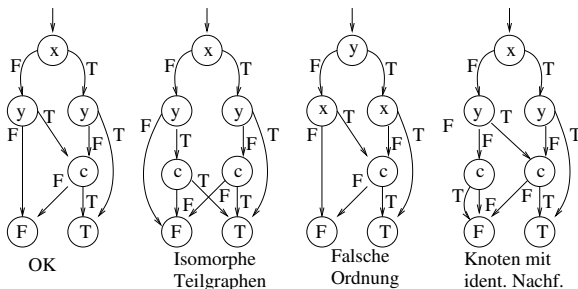 x x y x
F T F T F T F T
y y y y x x y y
F T F T F T F T F T F T F T F T
c c c c c c
F T F T F T F T T F F T
F T F T F T F T
OK Isomorphe Falsche Knoten mit
Teilgraphen Ordnung ident. Nachf.